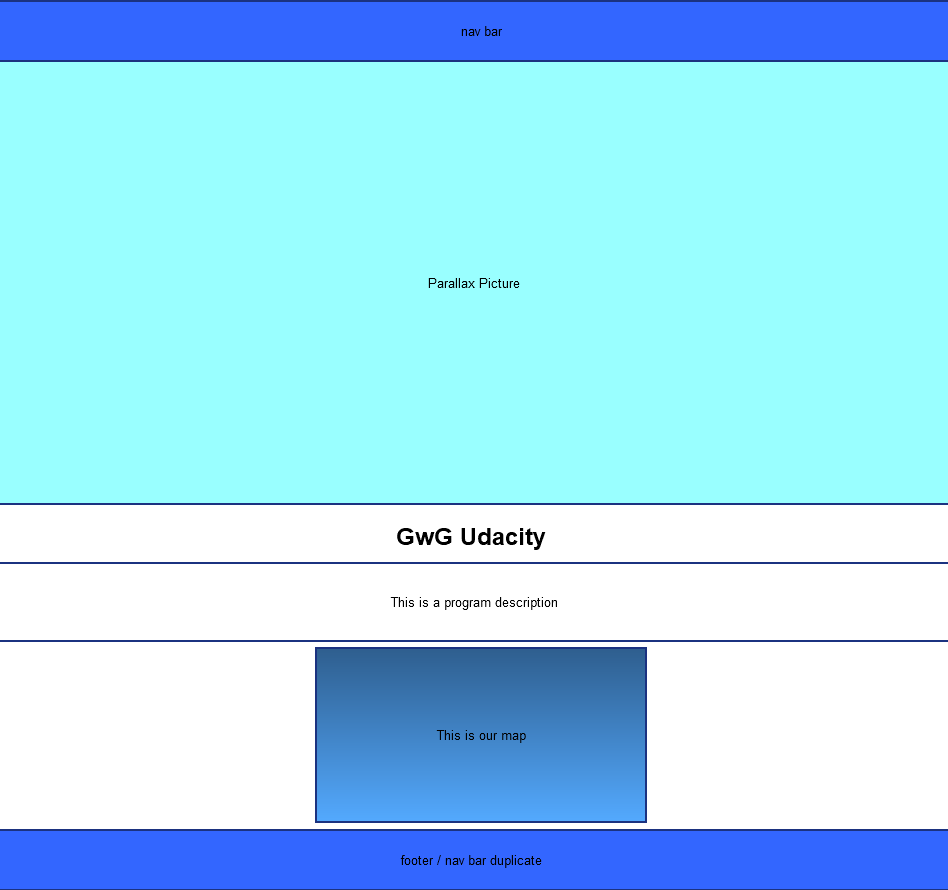 nav bar
Parallax Picture
GwG Udacity
This is a program description
This is our map
footer / nav bar duplicate